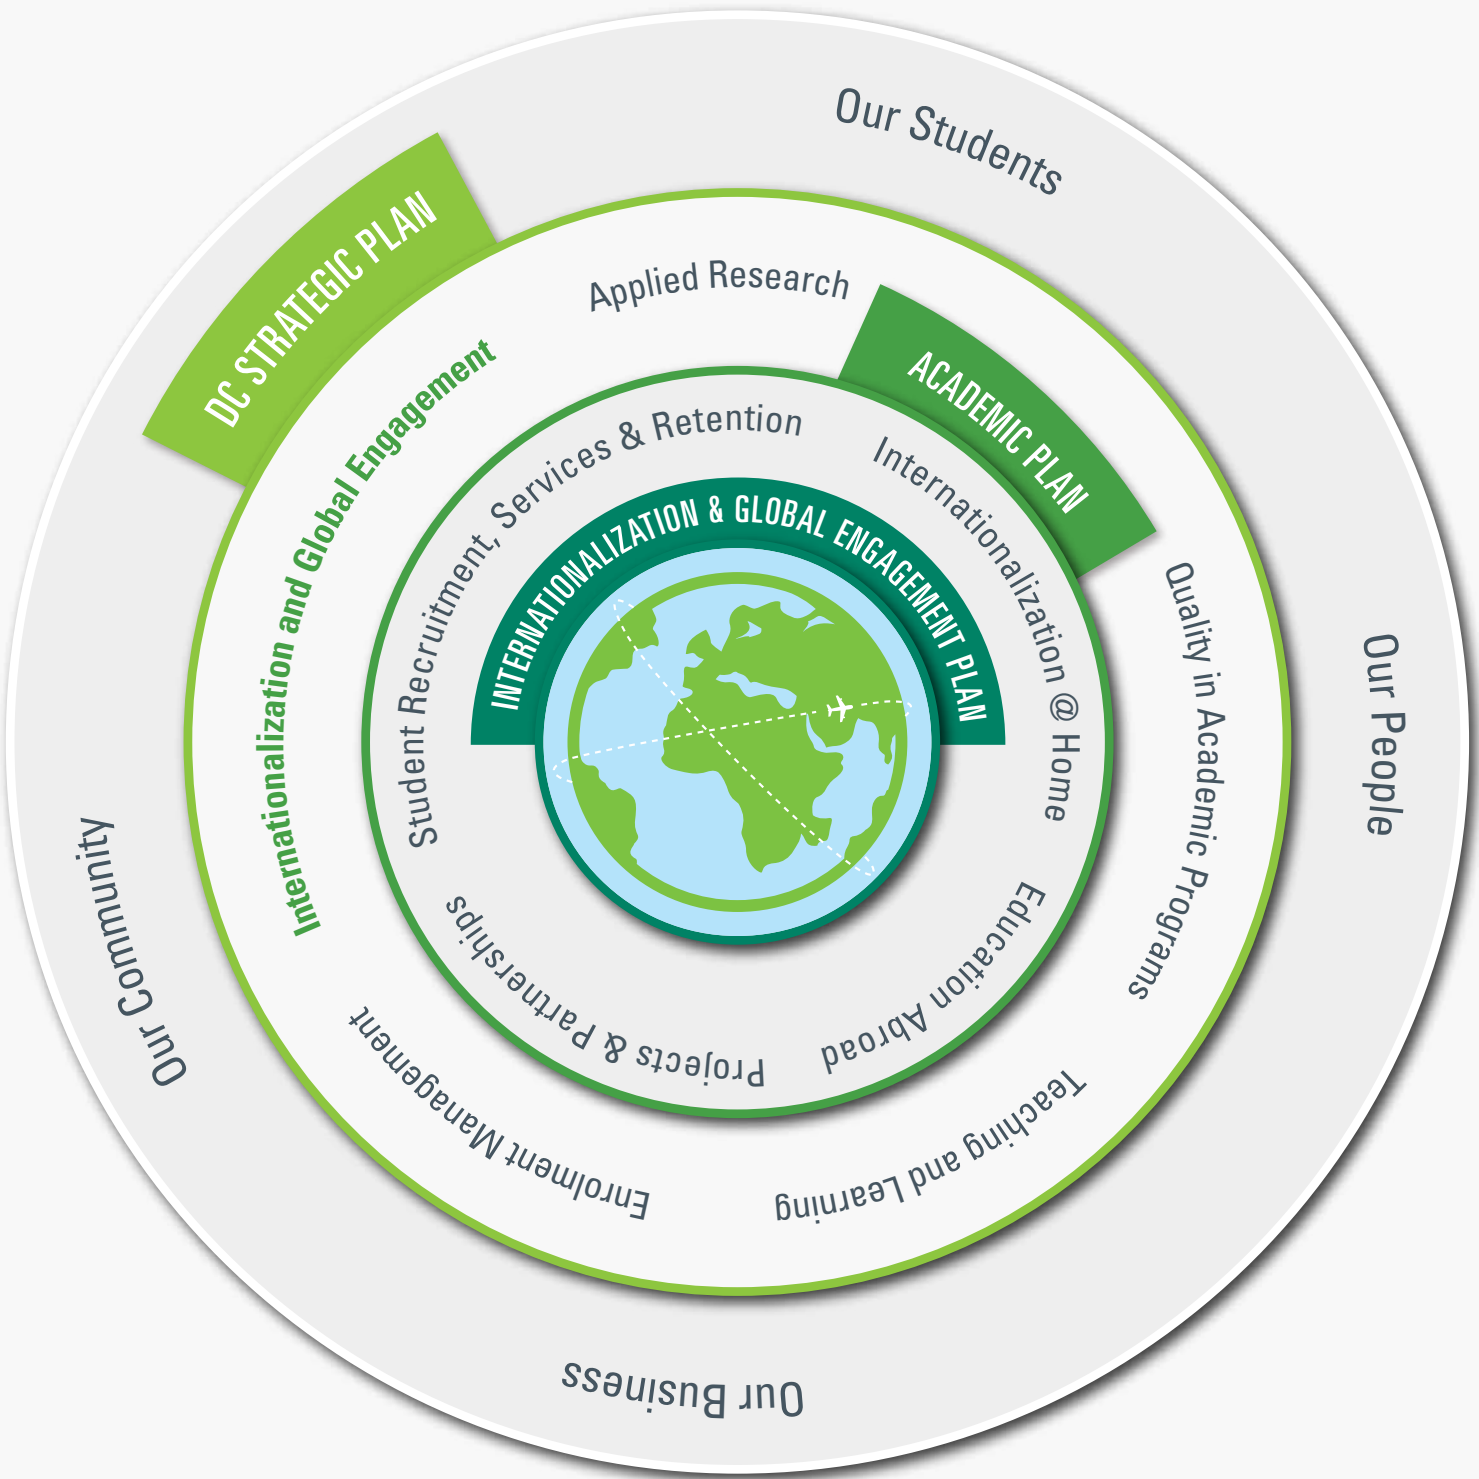 DC STRATEGIC PLAN
Our Students
Our People
Our Business
Our Community
ACADEMIC PLAN
Applied Research
Quality in Academic Programs
Teaching and Learning
Enrolment Management
Internationalization and Global Engagement
INTERNATIONALIZATION & GLOBAL ENGAGEMENT PLAN
Student Recruitment, Services & Retention
Internationalization @ Home
Education Abroad
Projects & Partnerships